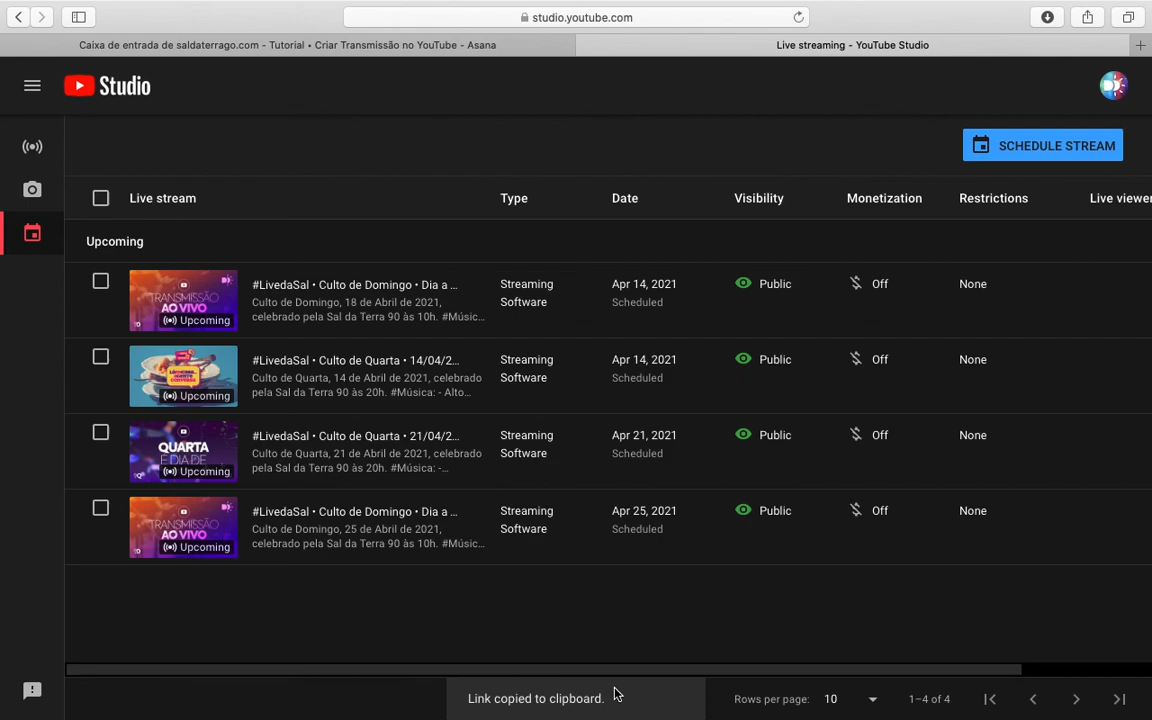 studio.youtube.com
Caixa de entrada de saldaterrago.com - Tutorial • Criar Transmissão no YouTube - Asana
Live streaming - YouTube Studio
Studio
SCHEDULE STREAM
Live stream Type Date Visibility Monetization Restrictions Live viewer
Upcoming
#LivedaSal • Culto de Domingo • Dia a ...
Culto de Domingo, 18 de Abril de 2021,
celebrado pela Sal da Terra 90 às 10h. #Músic...
TRANSMISSÃO
AO VIVO
Upcoming
Streaming
Software
Apr 14, 2021
Scheduled
Public
Off
None
#LivedaSal • Culto de Quarta • 14/04/2...
Culto de Quarta, 14 de Abril de 2021, celebrado
pela Sal da Terra 90 às 20h. #Música: - Alto...
Upcoming
Streaming
Software
Apr 14, 2021
Scheduled
Public
Off
None
#LivedaSal • Culto de Quarta • 21/04/2...
Culto de Quarta, 21 de Abril de 2021, celebrado
pela Sal da Terra 90 às 20h. #Música: -...
QUARTA
É DIA DE
Upcoming
Streaming
Software
Apr 21, 2021
Scheduled
Public
Off
None
#LivedaSal • Culto de Domingo • Dia a ...
Culto de Domingo, 25 de Abril de 2021,
celebrado pela Sal da Terra 90 às 10h. #Músic...
TRANSMISSÃO
AO VIVO
Upcoming
Streaming
Software
Apr 25, 2021
Scheduled
Public
Off
None
Link copied to clipboard.
Rows per page: 10 1–4 of 4